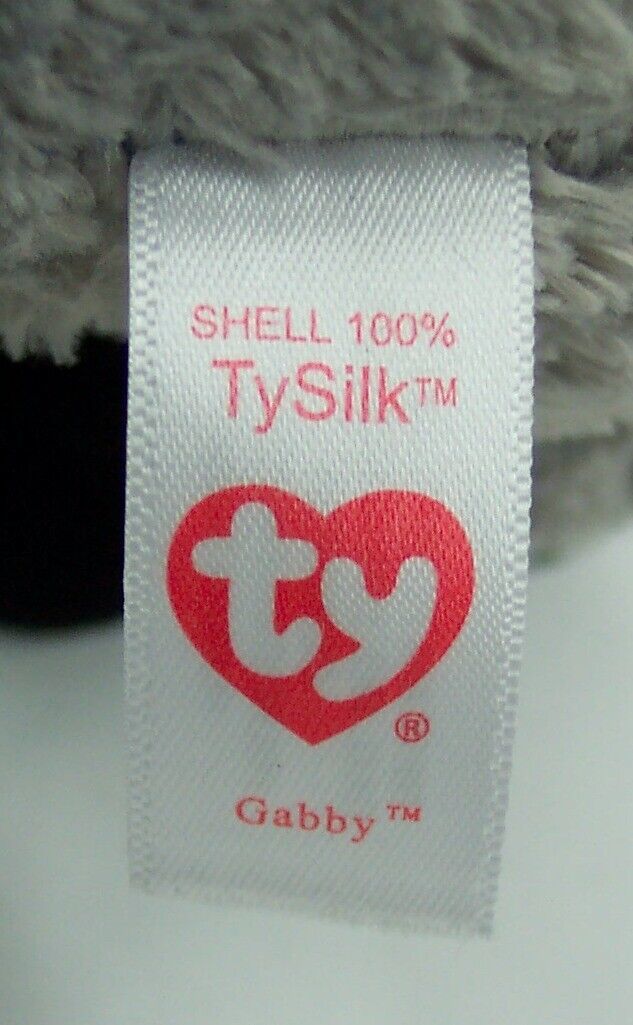 SHELL 100%
TySilk™
ty
®
Gabby™